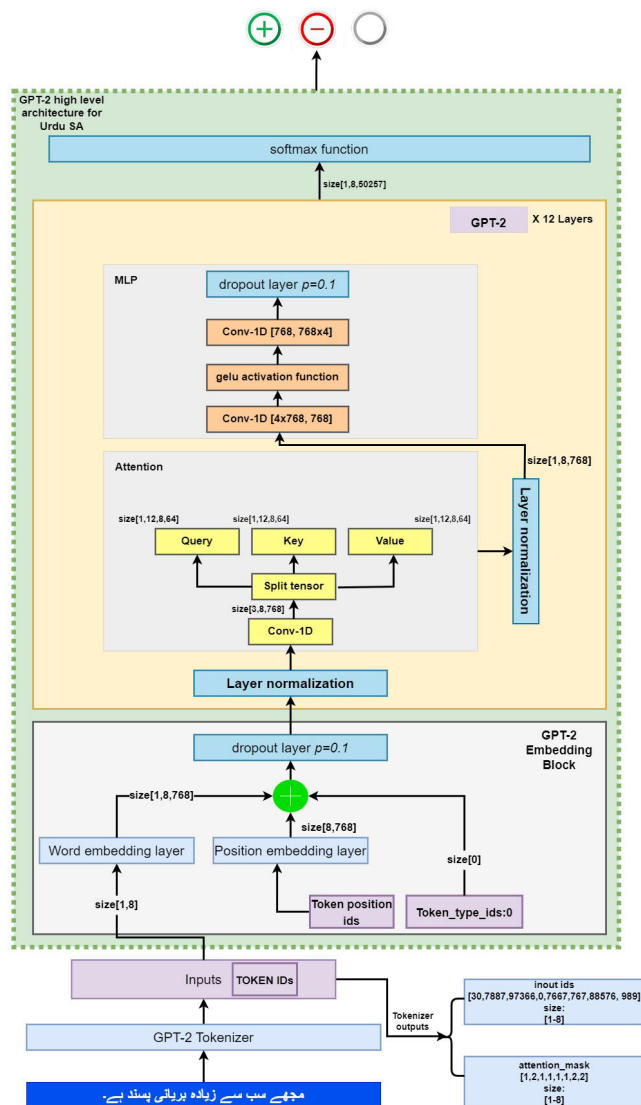 GPT-2 high level
architecture for
Urdu SA
softmax function
size[1,8,50257]
GPT-2
X 12 Layers
MLP
dropout layer p=0.1
Conv-1D [768, 768x4]
gelu activation function
Conv-1D [4x768, 768]
size[1,8,768]
Attention
Layer normalization
size[1,12,8,64]
size[1,12,8,64]
size[1,12,8,64]
Query
Key
Value
Split tensor
size[3,8,768]
Conv-1D
Layer normalization
GPT-2
Embedding
Block
dropout layer p=0.1
size[1,8,768]
size[8,768]
Word embedding layer
Position embedding layer
size[0]
size[1,8]
Token position
ids
Token_type_ids:0
Inputs
TOKEN IDs
Tokenizer
outputs
inout ids
[30,7887,97366,0,7667,767,88576, 989]
size:
[1-8]
GPT-2 Tokenizer
attention_mask
[1,2,1,1,1,1,2,2]
size:
[1-8]
مجھے سب سے زیادہ بریانی پسند ہے۔